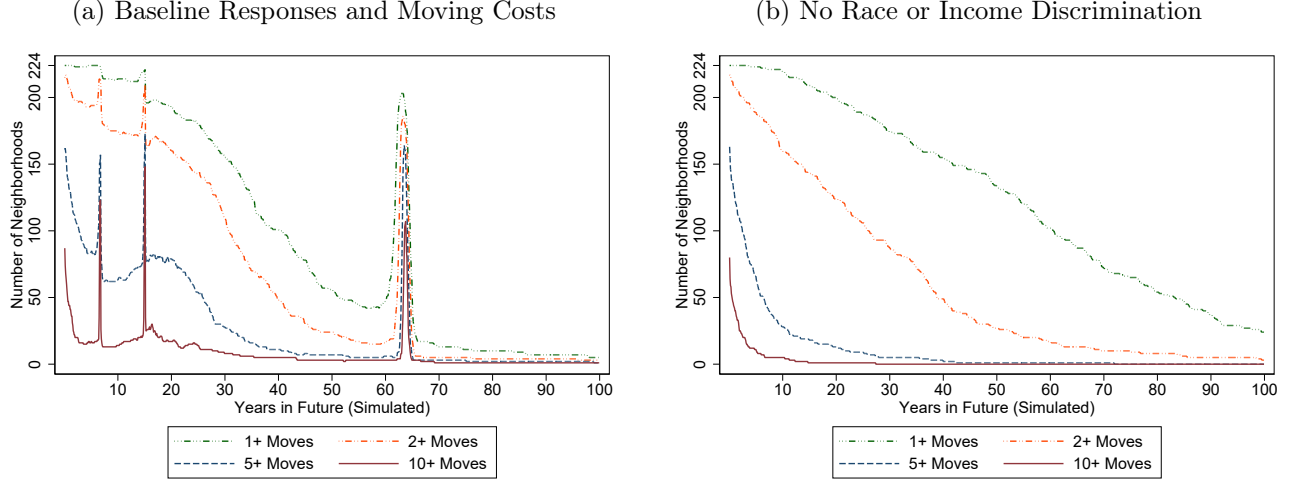 (a) Baseline Responses and Moving Costs
Number of Neighborhoods
224
200
150
100
50
0
10 20 30 40 50 60 70 80 90 100
Years in Future (Simulated)
1+ Moves 2+ Moves
5+ Moves 10+ Moves
(b) No Race or Income Discrimination
Number of Neighborhoods
224
200
150
100
50
0
10 20 30 40 50 60 70 80 90 100
Years in Future (Simulated)
1+ Moves 2+ Moves
5+ Moves 10+ Moves